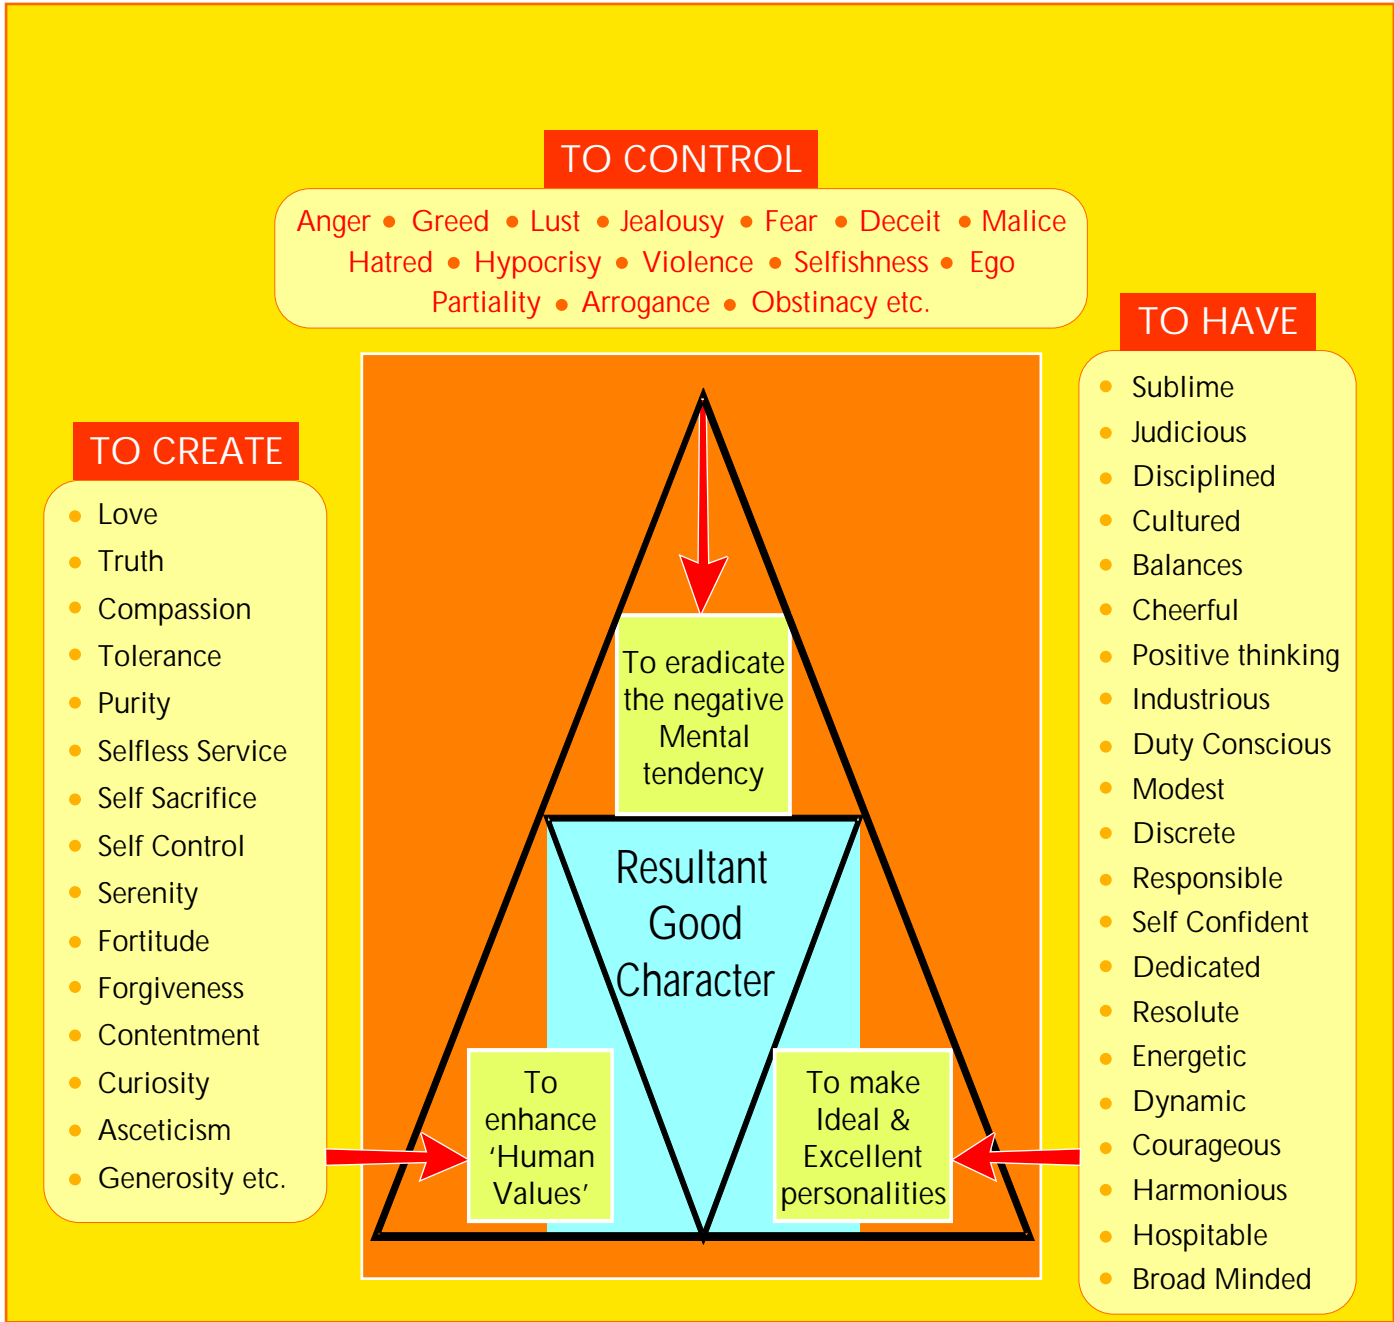 TO CONTROL
Anger • Greed • Lust • Jealousy • Fear • Deceit • Malice
Hatred • Hypocrisy • Violence • Selfishness • Ego
Partiality • Arrogance • Obstinacy etc.
TO CREATE
• Love
• Truth
• Compassion
• Tolerance
• Purity
• Selfless Service
• Self Sacrifice
• Self Control
• Serenity
• Fortitude
• Forgiveness
• Contentment
• Curiosity
• Asceticism
• Generosity etc.
To eradicate
the negative
Mental
tendency
Resultant
Good
Character
To
enhance
‘Human
Values’
To make
Ideal &
Excellent
personalities
TO HAVE
• Sublime
• Judicious
• Disciplined
• Cultured
• Balances
• Cheerful
• Positive thinking
• Industrious
• Duty Conscious
• Modest
• Discrete
• Responsible
• Self Confident
• Dedicated
• Resolute
• Energetic
• Dynamic
• Courageous
• Harmonious
• Hospitable
• Broad Minded